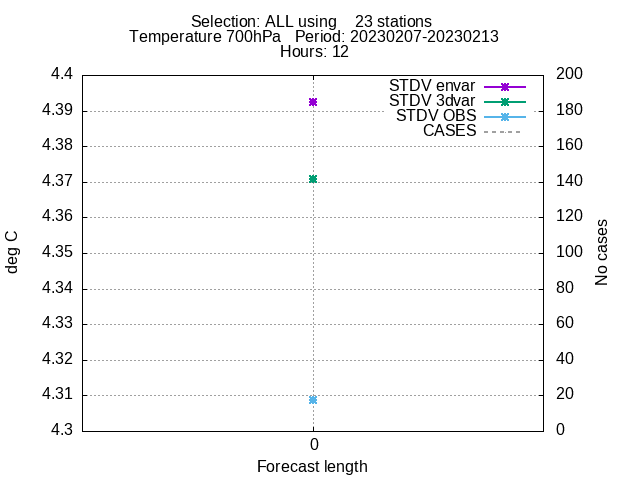 Selection: ALL using    23 stations
Temperature 700hPa   Period: 20230207-20230213
Hours: 12
4.4
4.39
4.38
4.37
4.36
4.35
4.34
4.33
4.32
4.31
4.3
deg C
STDV envar
STDV 3dvar
STDV OBS
CASES
200
180
160
140
120
100
80
60
40
20
0
No cases
0
Forecast length